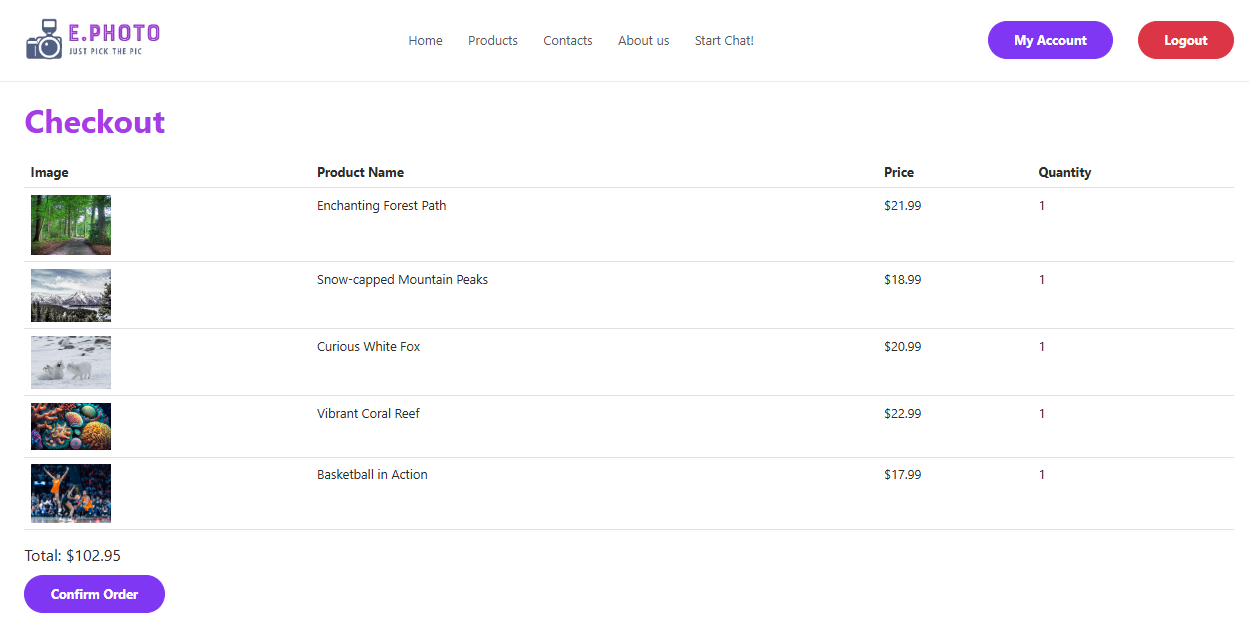 E.PHOTO
JUST PICK THE PIC
Home Products Contacts About us Start Chat!
My Account Logout
Checkout
Image Product Name Price Quantity
Enchanting Forest Path $21.99 1
Snow-capped Mountain Peaks $18.99 1
Curious White Fox $20.99 1
Vibrant Coral Reef $22.99 1
Basketball in Action $17.99 1
Total: $102.95
Confirm Order